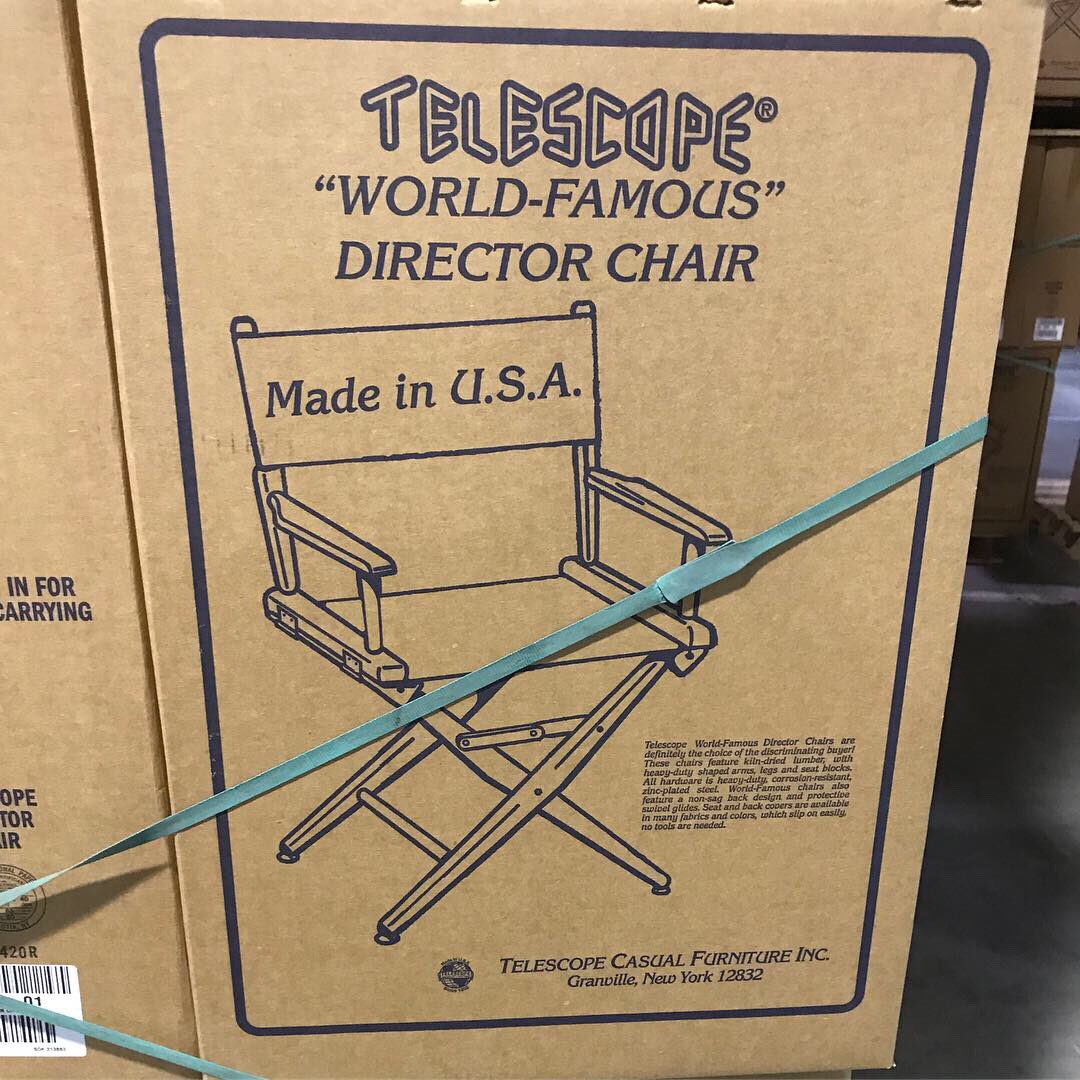 TELESCOPE®
“WORLD-FAMOUS”
DIRECTOR CHAIR
Made in U.S.A.
Telescope World-Famous Director Chairs are
definitely the choice of the discriminating buyer!
These chairs feature kiln-dried lumber, with
heavy-duty shaped arms, legs and seat blocks.
All hardware is heavy-duty, corrosion-resistant,
zinc-plated steel. World-Famous chairs also
feature a non-sag back design and protective
swivel glides. Seat and back covers are available
in many fabrics and colors, which slip on easily,
no tools are needed.
TELESCOPE
TELESCOPE CASUAL FURNITURE INC.
Granville, New York 12832
IN FOR
CARRYING
OPE
TOR
IR
420R
01